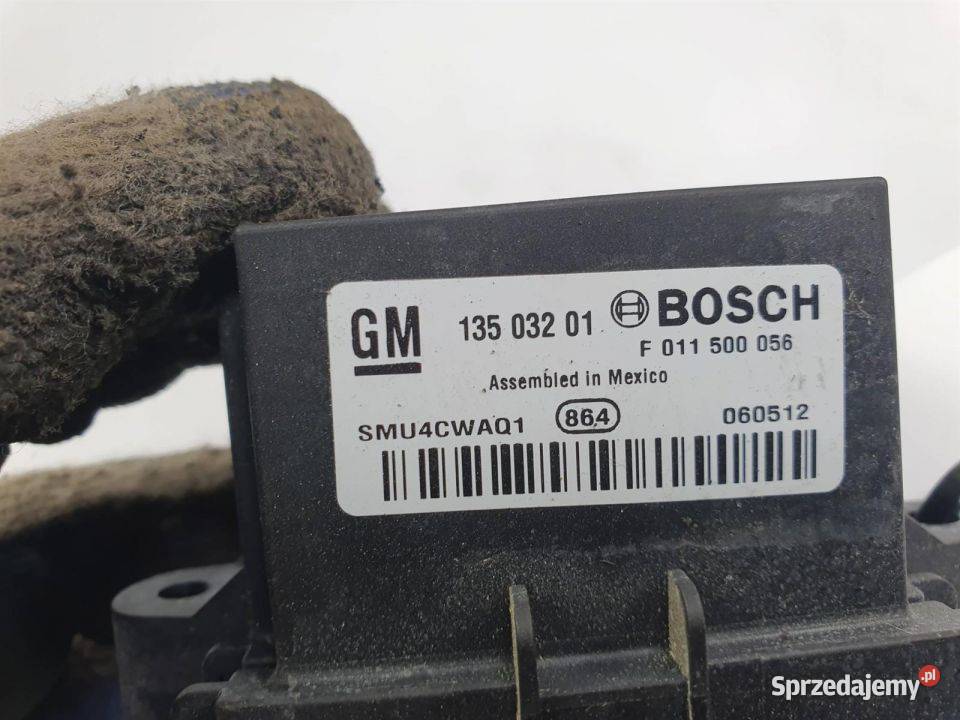 GM 135 032 01 BOSCH
F 011 500 056
Assembled in Mexico
SMU4CWAQ1 864 060512
Sprzedajemy.pl